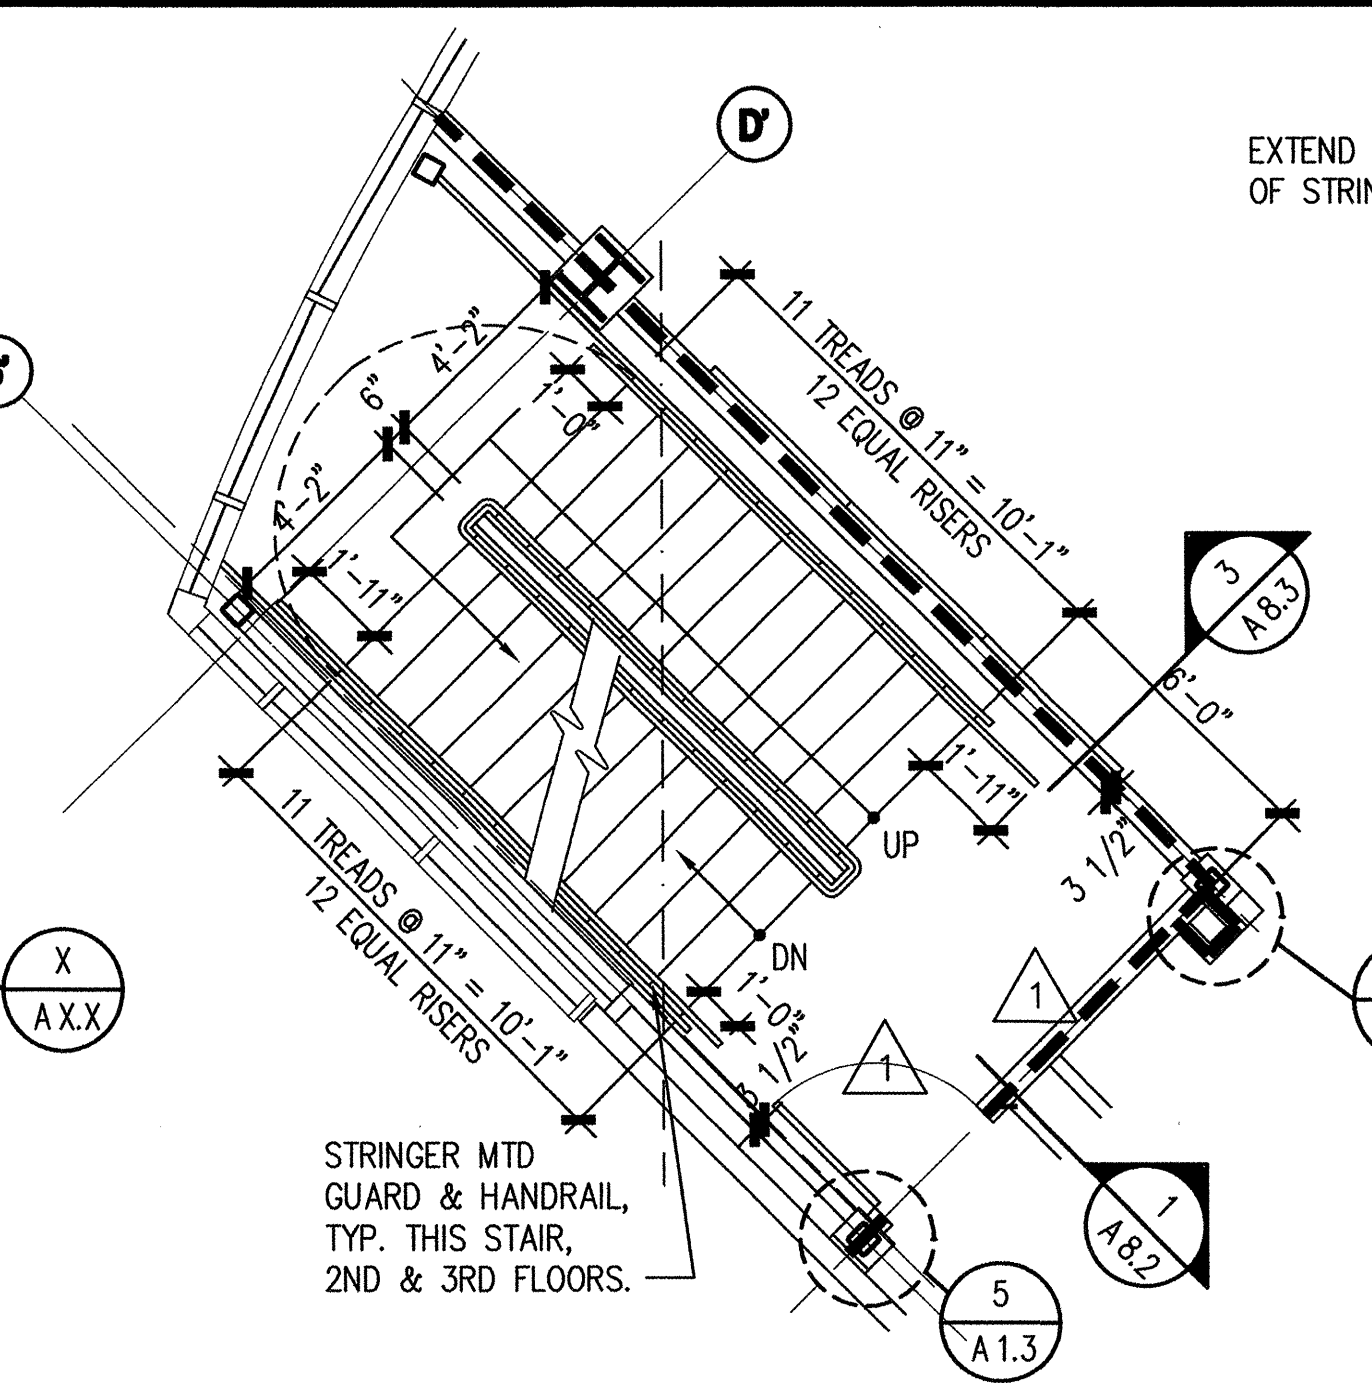 D'
EXTEND
OF STRIN
11 TREADS @ 11" = 10'-1"
12 EQUAL RISERS
4'-2"
6"
4'-2"
1'-0"
1'-11"
3
A 8.3
6'-0"
1'-11"
UP
3 1/2"
DN
1'-0"
3 1/2"
11 TREADS @ 11" = 10'-1"
12 EQUAL RISERS
X
A X.X
1
1
STRINGER MTD
GUARD & HANDRAIL,
TYP. THIS STAIR,
2ND & 3RD FLOORS.
1
A 8.2
5
A 1.3